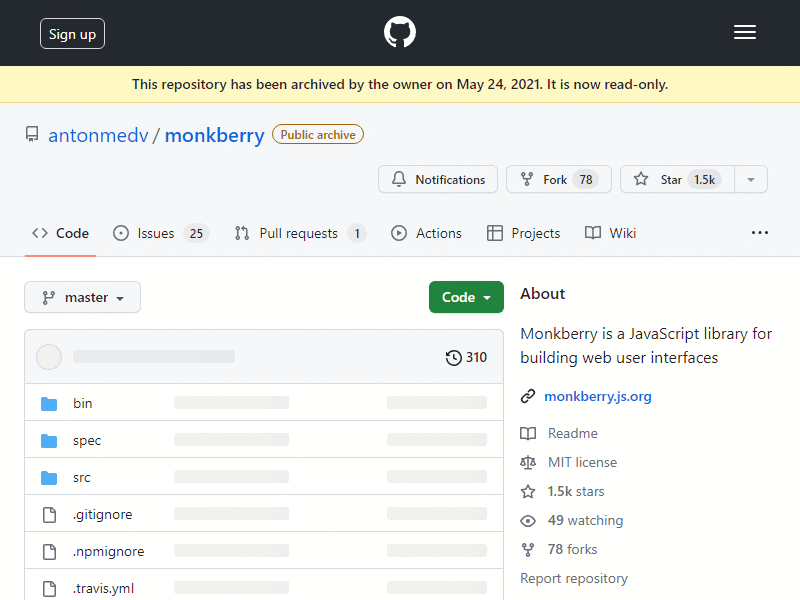 Sign up
This repository has been archived by the owner on May 24, 2021. It is now read-only.
antonmedv / monkberry Public archive
Notifications Fork 78 Star 1.5k
Code Issues 25 Pull requests 1 Actions Projects Wiki
master Code
310
bin
spec
src
.gitignore
.npmignore
.travis.yml
About
Monkberry is a JavaScript library for
building web user interfaces
monkberry.js.org
Readme
MIT license
1.5k stars
49 watching
78 forks
Report repository